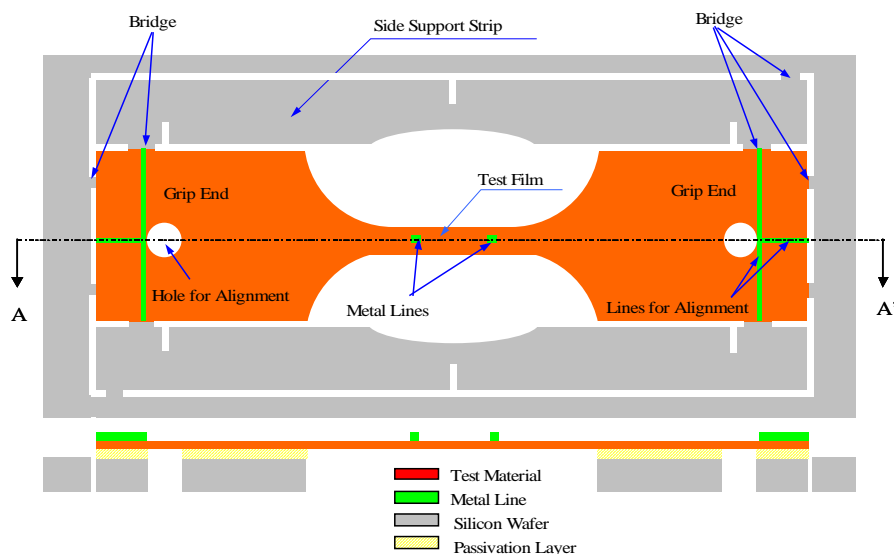 Bridge
Side Support Strip
Bridge
Grip End
Test Film
Grip End
A
Hole for Alignment
Metal Lines
Lines for Alignment
A'
Test Material
Metal Line
Silicon Wafer
Passivation Layer